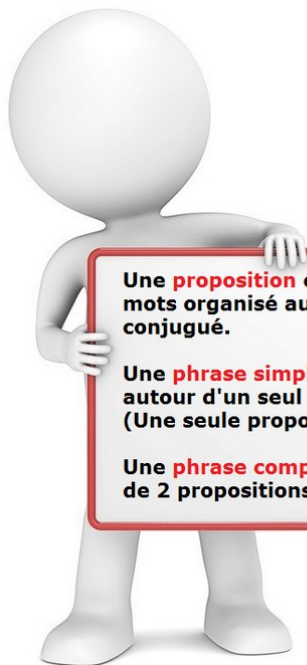 Une proposition
mots organisé au
conjugué.
Une phrase simpl
autour d'un seul
(Une seule propo
Une phrase comp
de 2 propositions